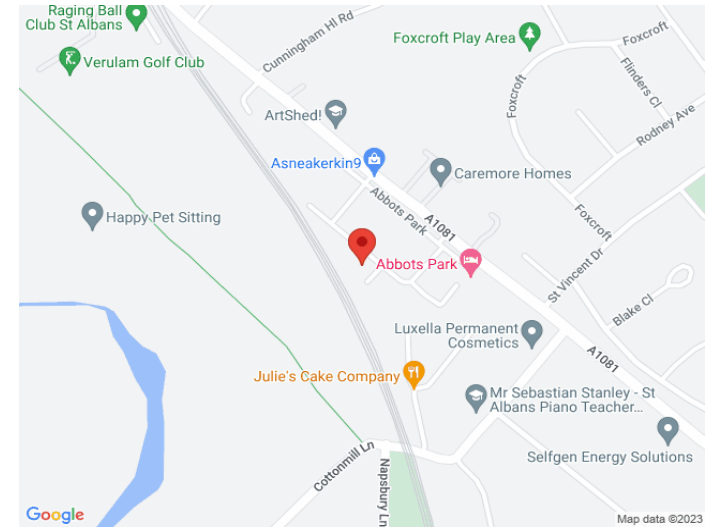 Raging Ball
Club St Albans
Cunningham Hl Rd
Foxcroft Play Area
Foxcroft
Verulam Golf Club
Flinders Cl
Foxcroft
Rodney Ave
ArtShed!
Asneakerkin9
Caremore Homes
Abbots Park
A1081
Foxcroft
Happy Pet Sitting
Abbots Park
St Vincent Dr
Blake Cl
Luxella Permanent
Cosmetics
A1081
Julie's Cake Company
Mr Sebastian Stanley - St
Albans Piano Teacher...
Cottonmill Ln
Napsbury Ln
Selfgen Energy Solutions
Google
Map data ©2023